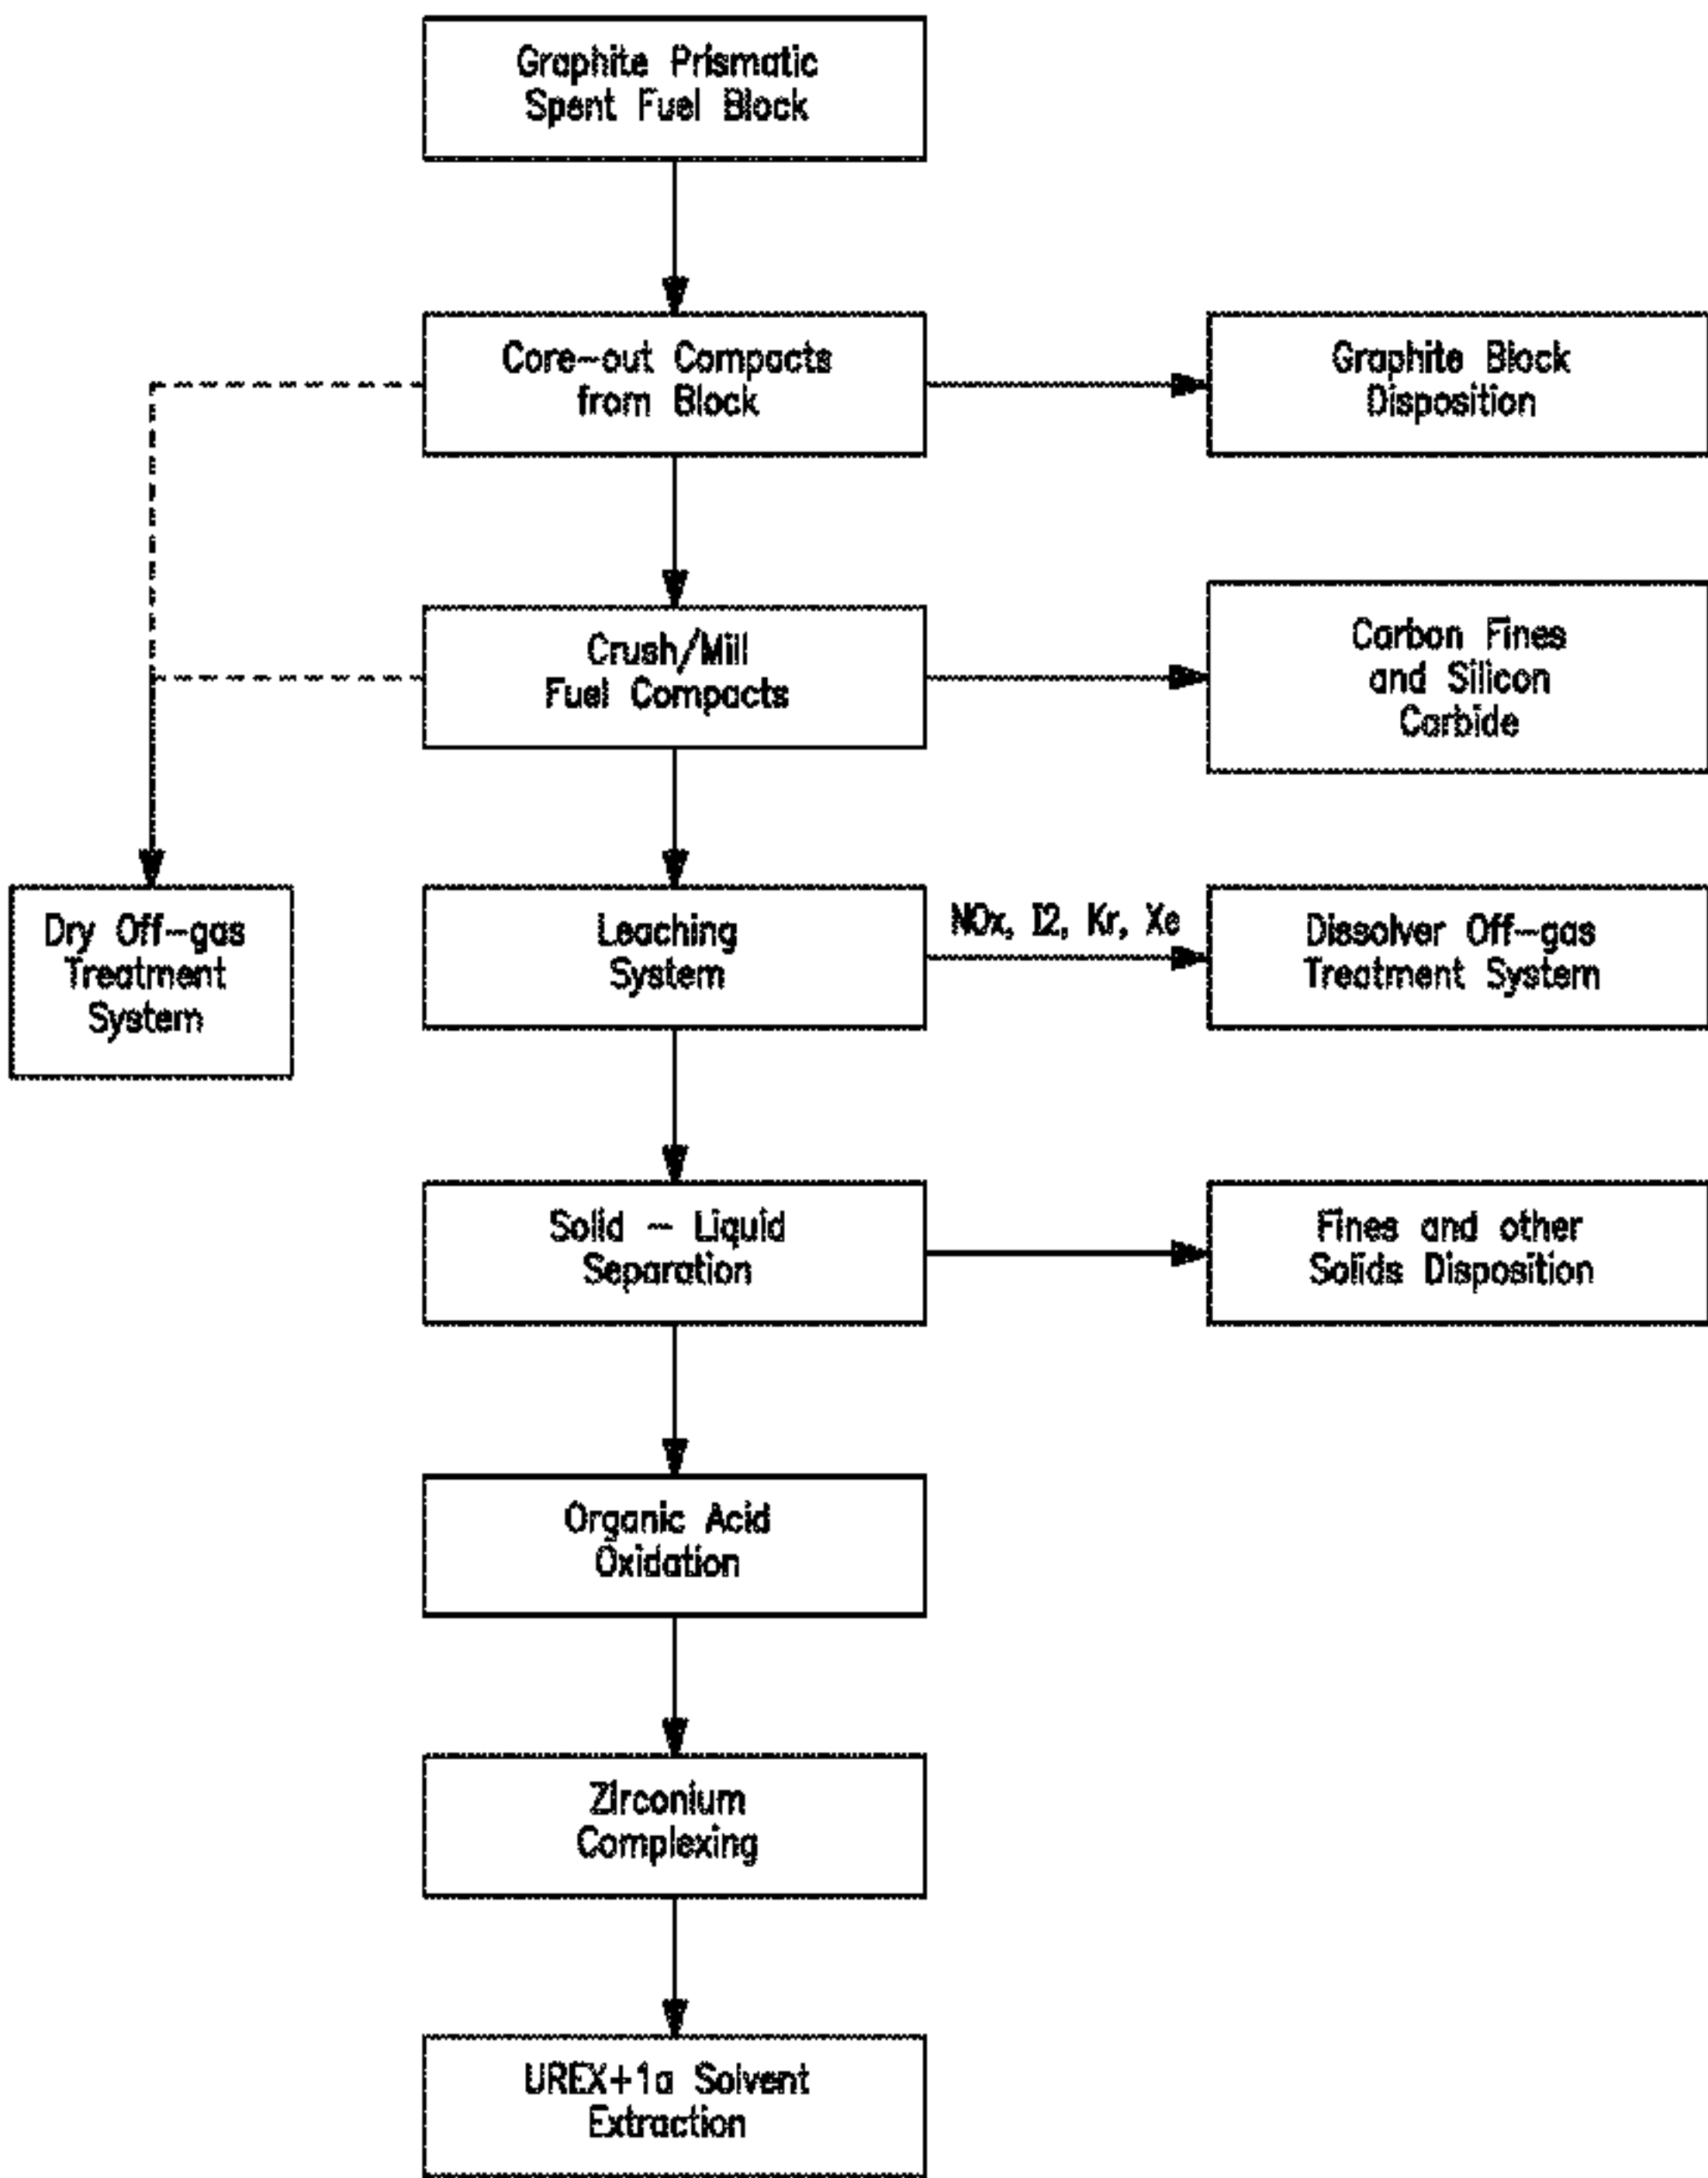 Graphite Prismatic
Spent Fuel Block
Core-out Compacts
from Block
Graphite Block
Disposition
Crush/Mill
Fuel Compacts
Carbon Fines
and Silicon
Carbide
Dry Off-gas
Treatment
System
Leaching
System
NOx, I2, Kr, Xe
Dissolver Off-gas
Treatment System
Solid - Liquid
Separation
Fines and other
Solids Disposition
Organic Acid
Oxidation
Zirconium
Complexing
UREX+1a Solvent
Extraction